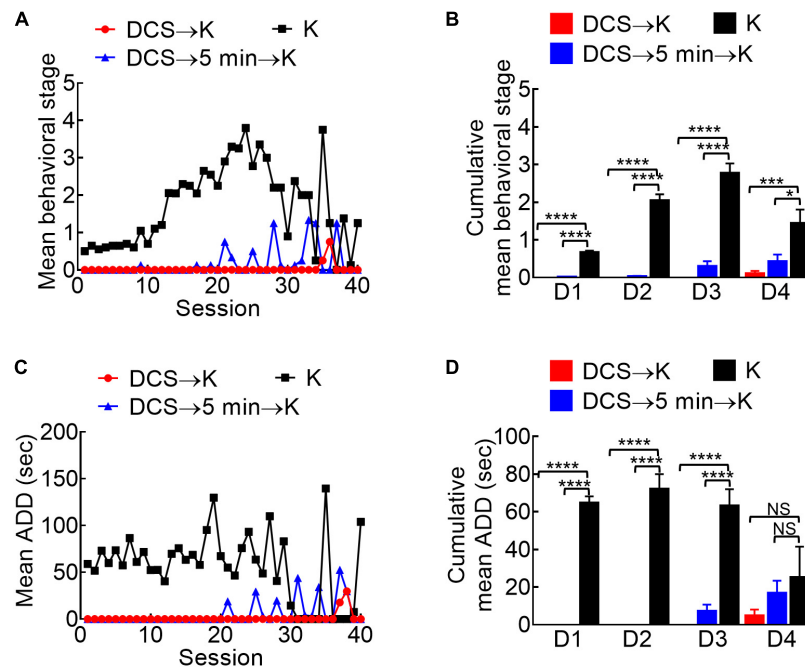 A
DCS→K K
DCS→5 min→K
Mean behavioral stage
5
4
3
2
1
0
0 10 20 30 40
Session
B
DCS→K K
DCS→5 min→K
Cumulative
mean behavioral stage
5
4
3
2
1
0
****
****
****
****
****
****
***
*
D1 D2 D3 D4
C
DCS→K K
DCS→5 min→K
Mean ADD (sec)
200
150
100
50
0
0 10 20 30 40
Session
D
DCS→K K
DCS→5 min→K
Cumulative
mean ADD (sec)
100
80
60
40
20
0
****
****
****
****
****
****
NS
NS
D1 D2 D3 D4